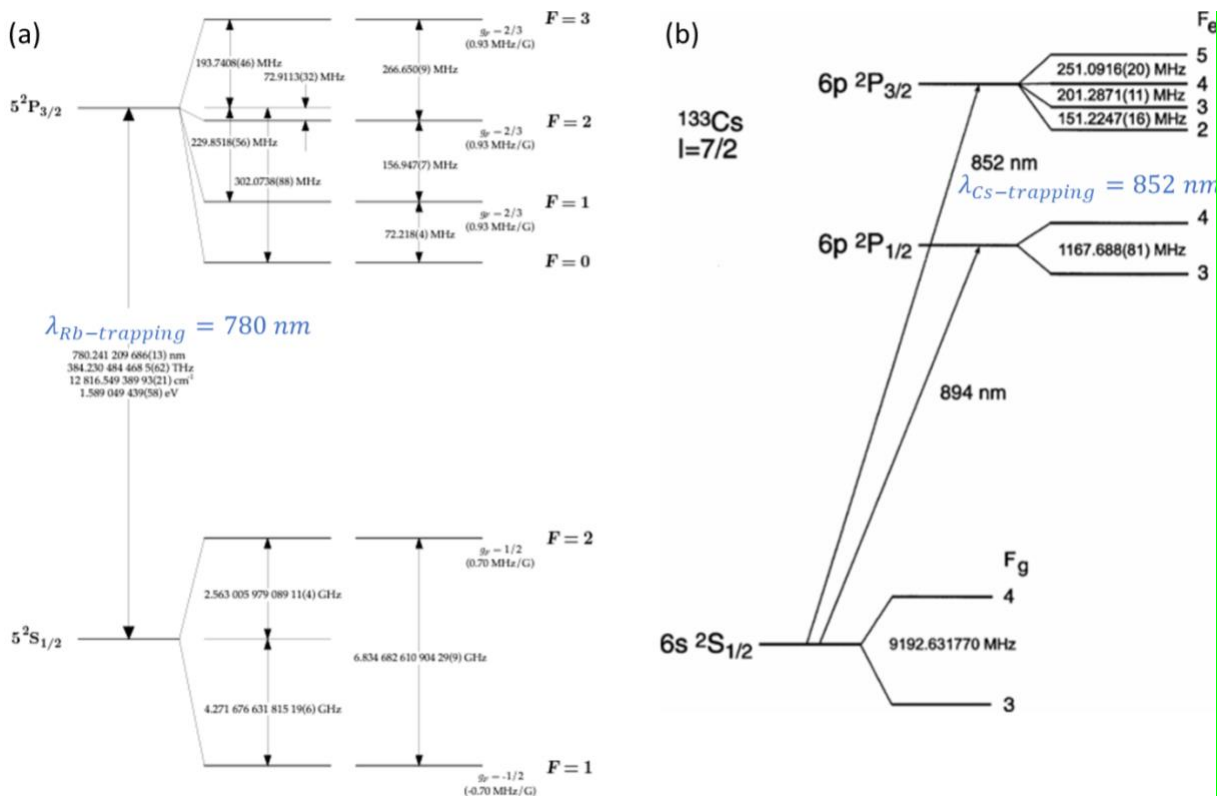 (a)
F = 3
g_F = 2/3
(0.93 MHz/G)
193.7408(46) MHz
72.9113(32) MHz
266.650(9) MHz
5²P₃/₂
F = 2
g_F = 2/3
(0.93 MHz/G)
229.8518(56) MHz
156.947(7) MHz
302.0738(88) MHz
F = 1
g_F = 2/3
(0.93 MHz/G)
72.218(4) MHz
F = 0
λ_{Rb−trapping} = 780 nm
780.241 209 686(13) nm
384.230 484 468 5(62) THz
12 816.549 389 93(21) cm⁻¹
1.589 049 439(58) eV
F = 2
g_F = 1/2
(0.70 MHz/G)
2.563 005 979 089 11(4) GHz
5²S₁/₂
6.834 682 610 904 29(9) GHz
4.271 676 631 815 19(6) GHz
F = 1
g_F = -1/2
(-0.70 MHz/G)
(b)
F_e
5
251.0916(20) MHz
6p ²P₃/₂
4
201.2871(11) MHz
3
151.2247(16) MHz
2
¹³³Cs
I=7/2
852 nm
λ_{Cs−trapping} = 852 nm
4
6p ²P₁/₂
1167.688(81) MHz
3
894 nm
F_g
4
6s ²S₁/₂
9192.631770 MHz
3